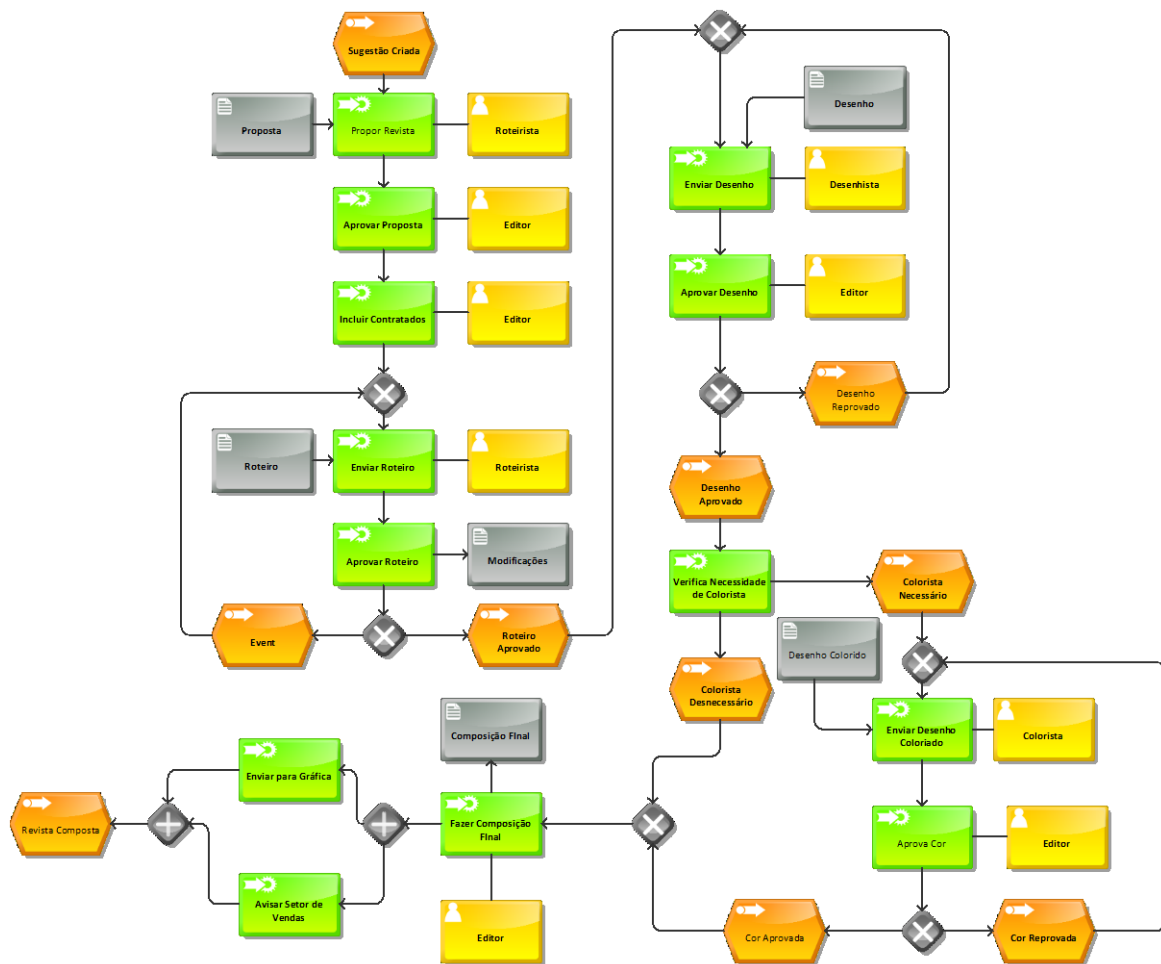 Sugestão Criada
Proposta
Propor Revista
Roteirista
Aprovar Proposta
Editor
Incluir Contratados
Editor
Roteiro
Enviar Roteiro
Roteirista
Aprovar Roteiro
Modificações
Event
Roteiro
Aprovado
Desenho
Enviar Desenho
Desenhista
Aprovar Desenho
Editor
Desenho
Reprovado
Desenho
Aprovado
Verifica Necessidade
de Colorista
Colorista
Necessário
Desenho Colorido
Colorista
Desnecessário
Enviar Desenho
Coloriado
Colorista
Aprova Cor
Editor
Cor Aprovada
Cor Reprovada
Composição FInal
Fazer Composição
FInal
Editor
Enviar para Gráfica
Avisar Setor de
Vendas
Revista Composta